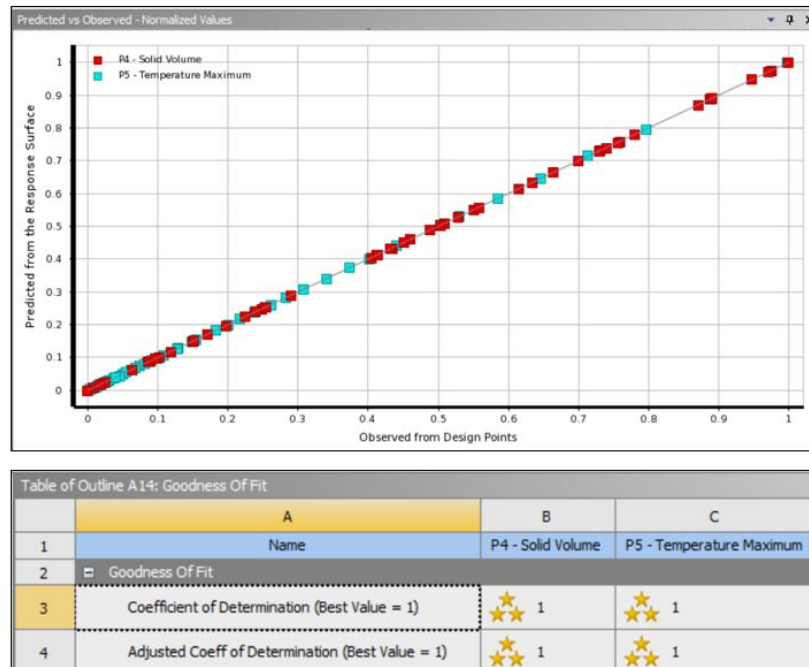 Predicted vs Observed - Normalized Values
P4 - Solid Volume
P5 - Temperature Maximum
Predicted from the Response Surface
1
0.9
0.8
0.7
0.6
0.5
0.4
0.3
0.2
0.1
0
0 0.1 0.2 0.3 0.4 0.5 0.6 0.7 0.8 0.9 1
Observed from Design Points
Table of Outline A14: Goodness Of Fit
A B C
1 Name P4 - Solid Volume P5 - Temperature Maximum
2 Goodness Of Fit
3 Coefficient of Determination (Best Value = 1) 1 1
4 Adjusted Coeff of Determination (Best Value = 1) 1 1